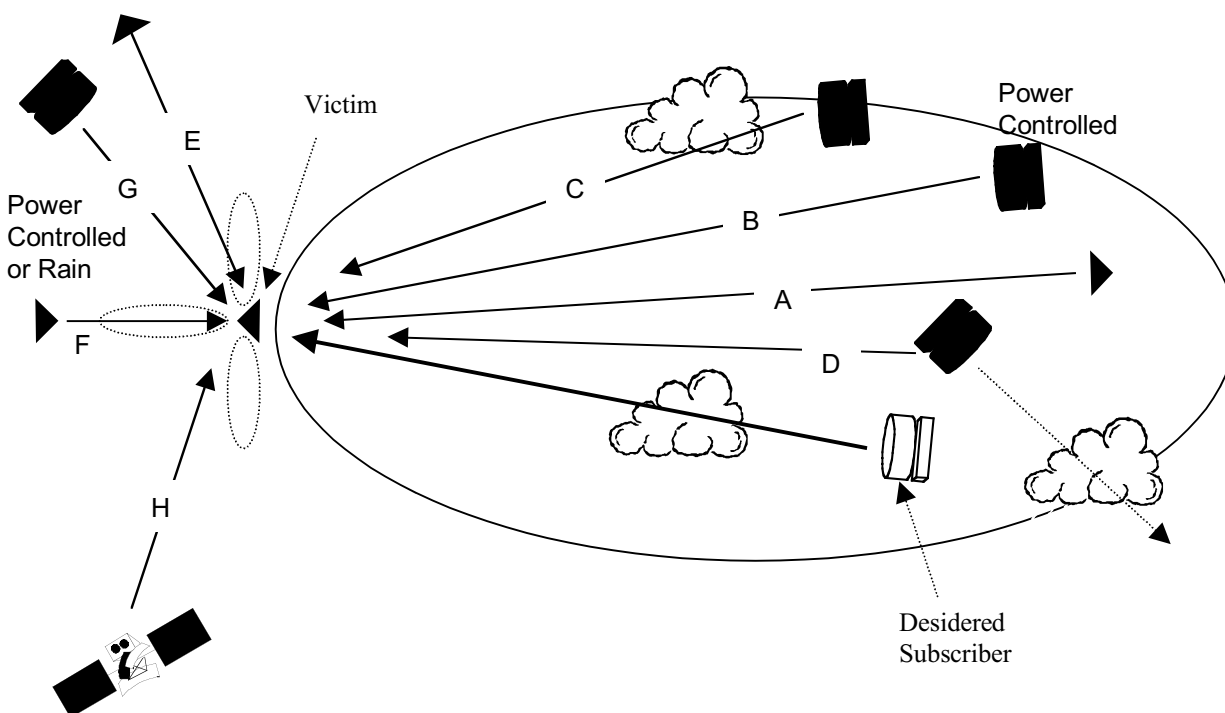 Victim
Power
Controlled
E
G
C
Power
Controlled
or Rain
B
A
F
D
H
Desidered
Subscriber